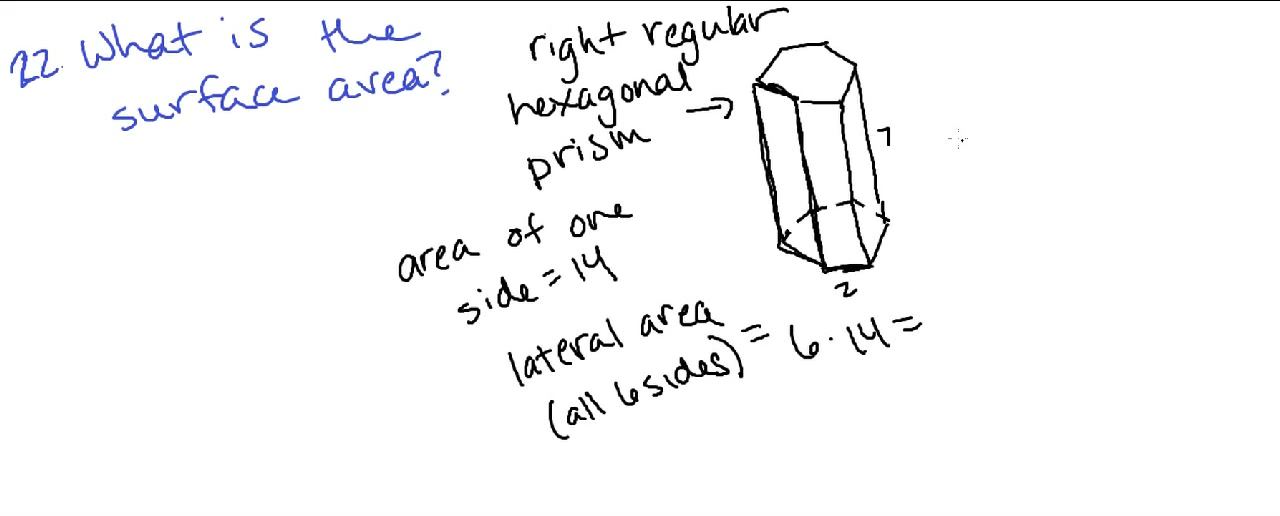 22. What is the
surface area?
right regular
hexagonal
prism →
7
2
area of one
side = 14
lateral area
(all 6 sides) = 6 · 14 =